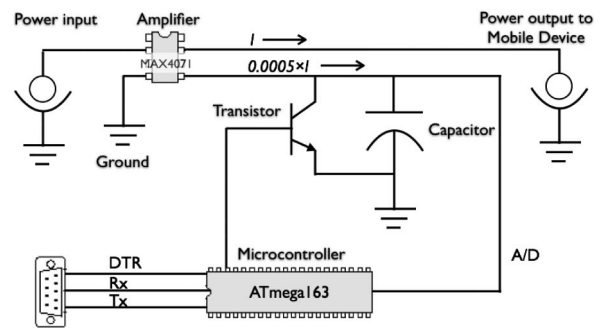 Power input
Amplifier
Power output to
Mobile Device
I
MAX4071
0.0005×I
Transistor
Capacitor
Ground
A/D
Microcontroller
DTR
Rx
Tx
ATmega163